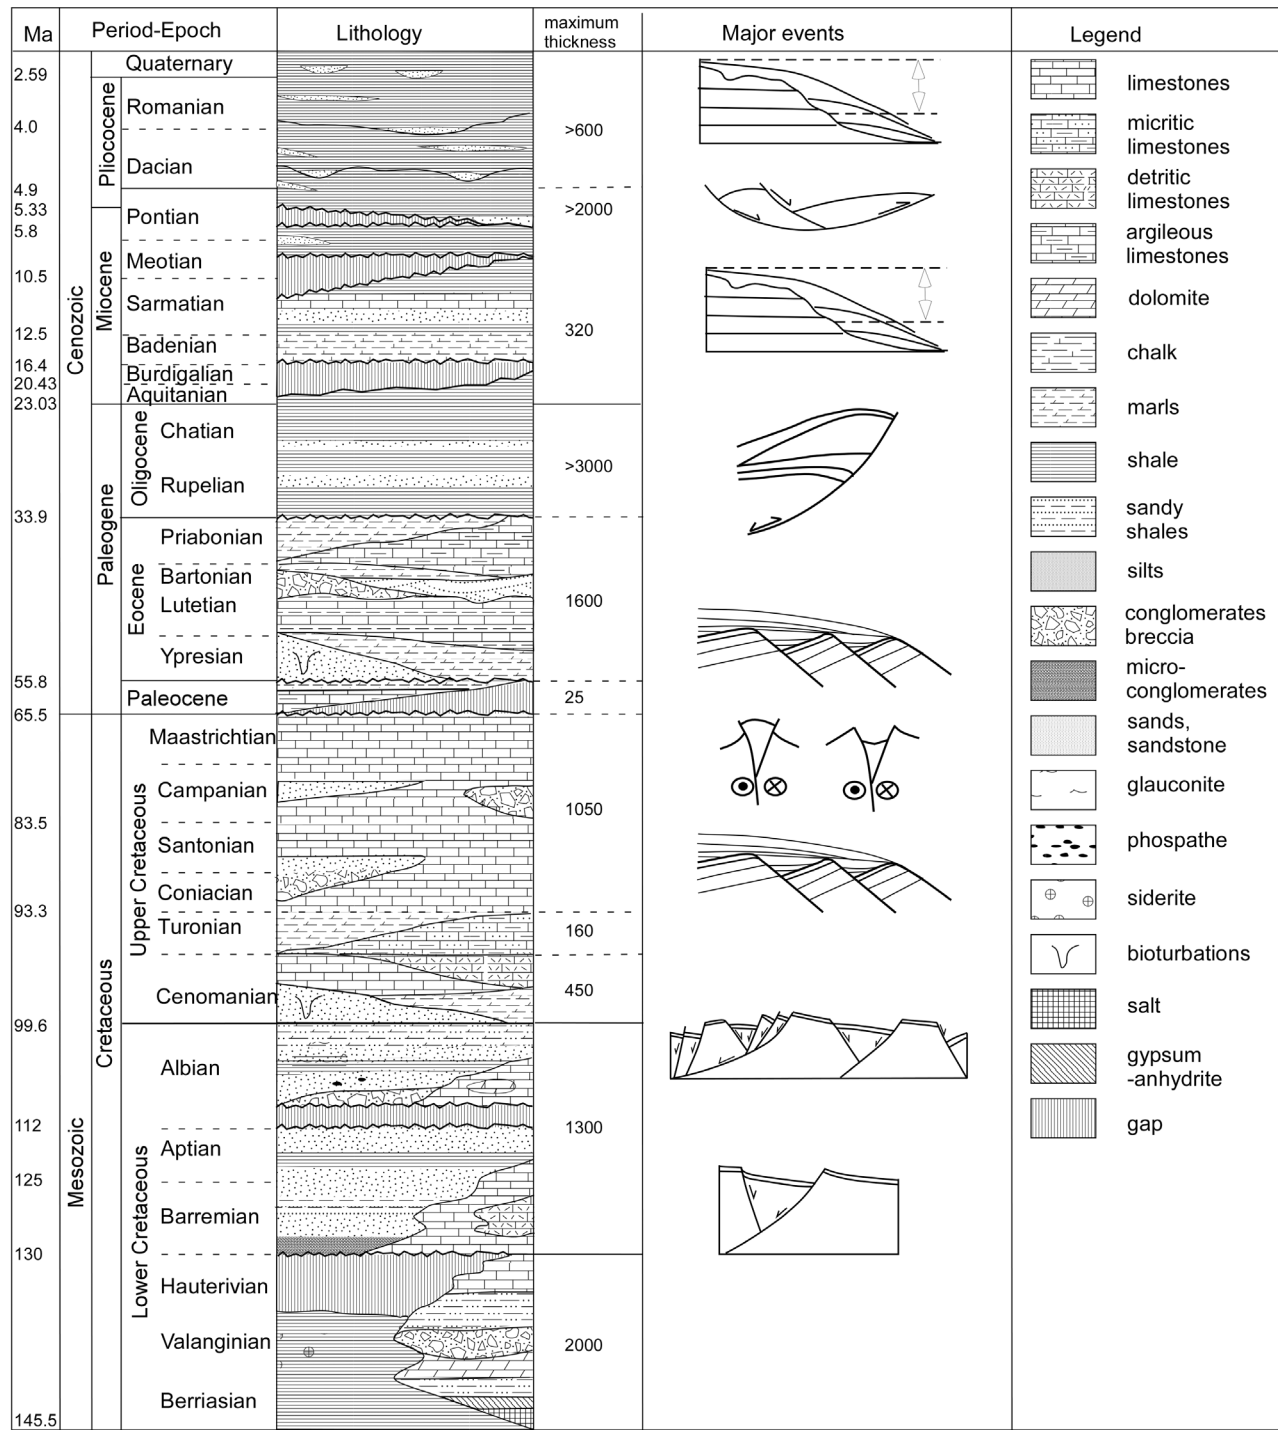 Ma
Period-Epoch
Lithology
maximum
thickness
Major events
Legend
2.59
4.0
4.9
5.33
5.8
10.5
12.5
16.4
20.43
23.03
33.9
55.8
65.5
83.5
93.3
99.6
112
125
130
145.5
Cenozoic
Mesozoic
Pliococene
Miocene
Paleogene
Oligocene
Eocene
Cretaceous
Upper Cretaceous
Lower Cretaceous
Quaternary
Romanian
Dacian
Pontian
Meotian
Sarmatian
Badenian
Burdigalian
Aquitanian
Chatian
Rupelian
Priabonian
Bartonian
Lutetian
Ypresian
Paleocene
Maastrichtian
Campanian
Santonian
Coniacian
Turonian
Cenomanian
Albian
Aptian
Barremian
Hauterivian
Valanginian
Berriasian
>600
>2000
320
>3000
1600
25
1050
160
450
1300
2000
limestones
micritic
limestones
detritic
limestones
argileous
limestones
dolomite
chalk
marls
shale
sandy
shales
silts
conglomerates
breccia
micro-
conglomerates
sands,
sandstone
glauconite
phospathe
siderite
bioturbations
salt
gypsum
-anhydrite
gap